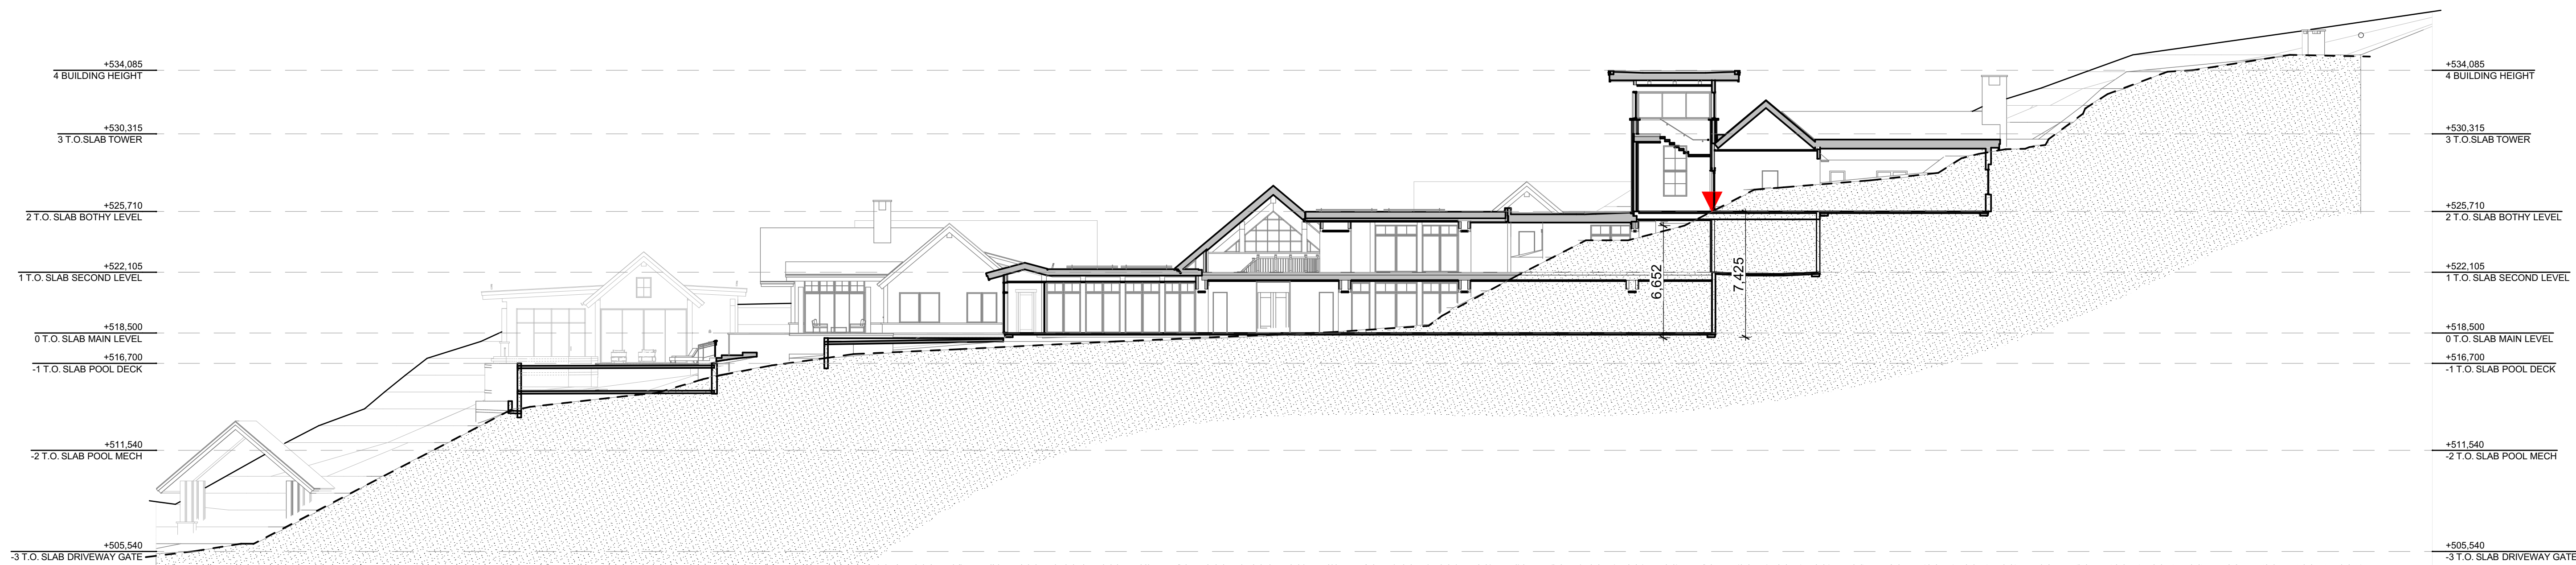 +534,085
4 BUILDING HEIGHT
+530,315
3 T.O.SLAB TOWER
+525,710
2 T.O. SLAB BOTHY LEVEL
+522,105
1 T.O. SLAB SECOND LEVEL
+518,500
0 T.O. SLAB MAIN LEVEL
+516,700
-1 T.O. SLAB POOL DECK
+511,540
-2 T.O. SLAB POOL MECH
+505,540
-3 T.O. SLAB DRIVEWAY GATE
6,652
7,425
+534,085
4 BUILDING HEIGHT
+530,315
3 T.O.SLAB TOWER
+525,710
2 T.O. SLAB BOTHY LEVEL
+522,105
1 T.O. SLAB SECOND LEVEL
+518,500
0 T.O. SLAB MAIN LEVEL
+516,700
-1 T.O. SLAB POOL DECK
+511,540
-2 T.O. SLAB POOL MECH
+505,540
-3 T.O. SLAB DRIVEWAY GATE